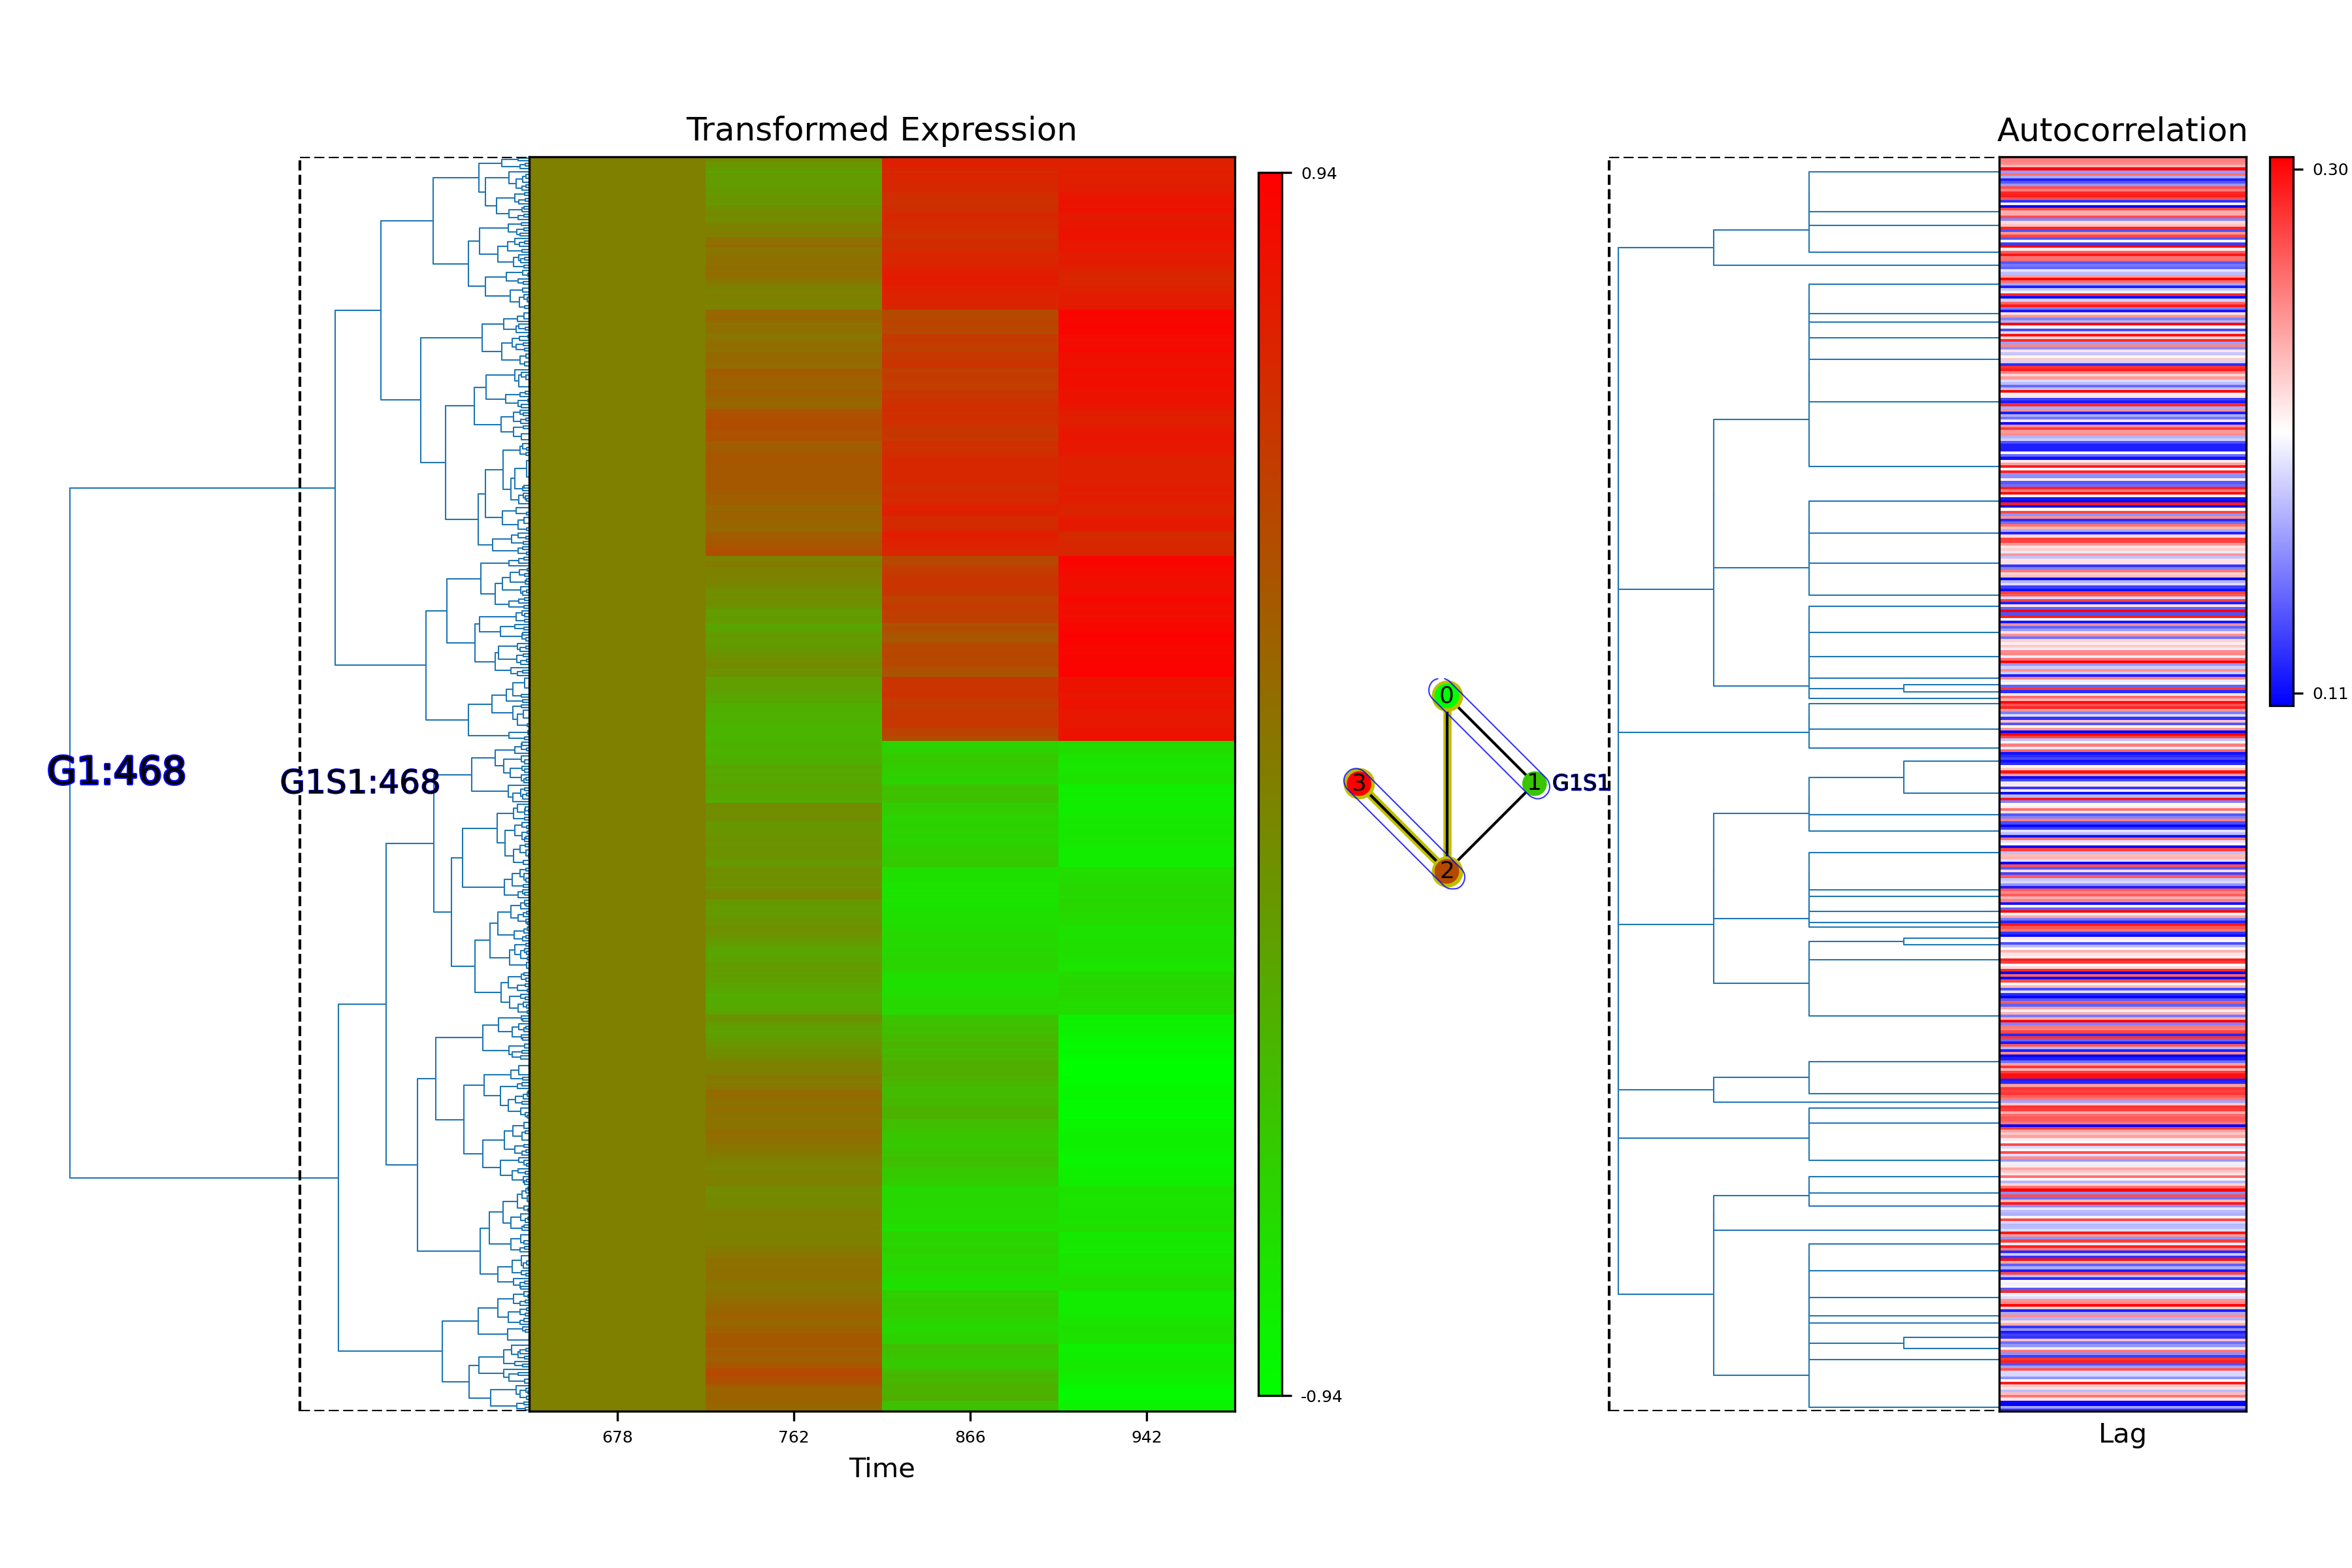 Transformed Expression
Autocorrelation
0.94
0.30
0
G1:468
G1S1:468
3
1
G1S1
2
0.11
-0.94
678
762
866
942
Time
Lag